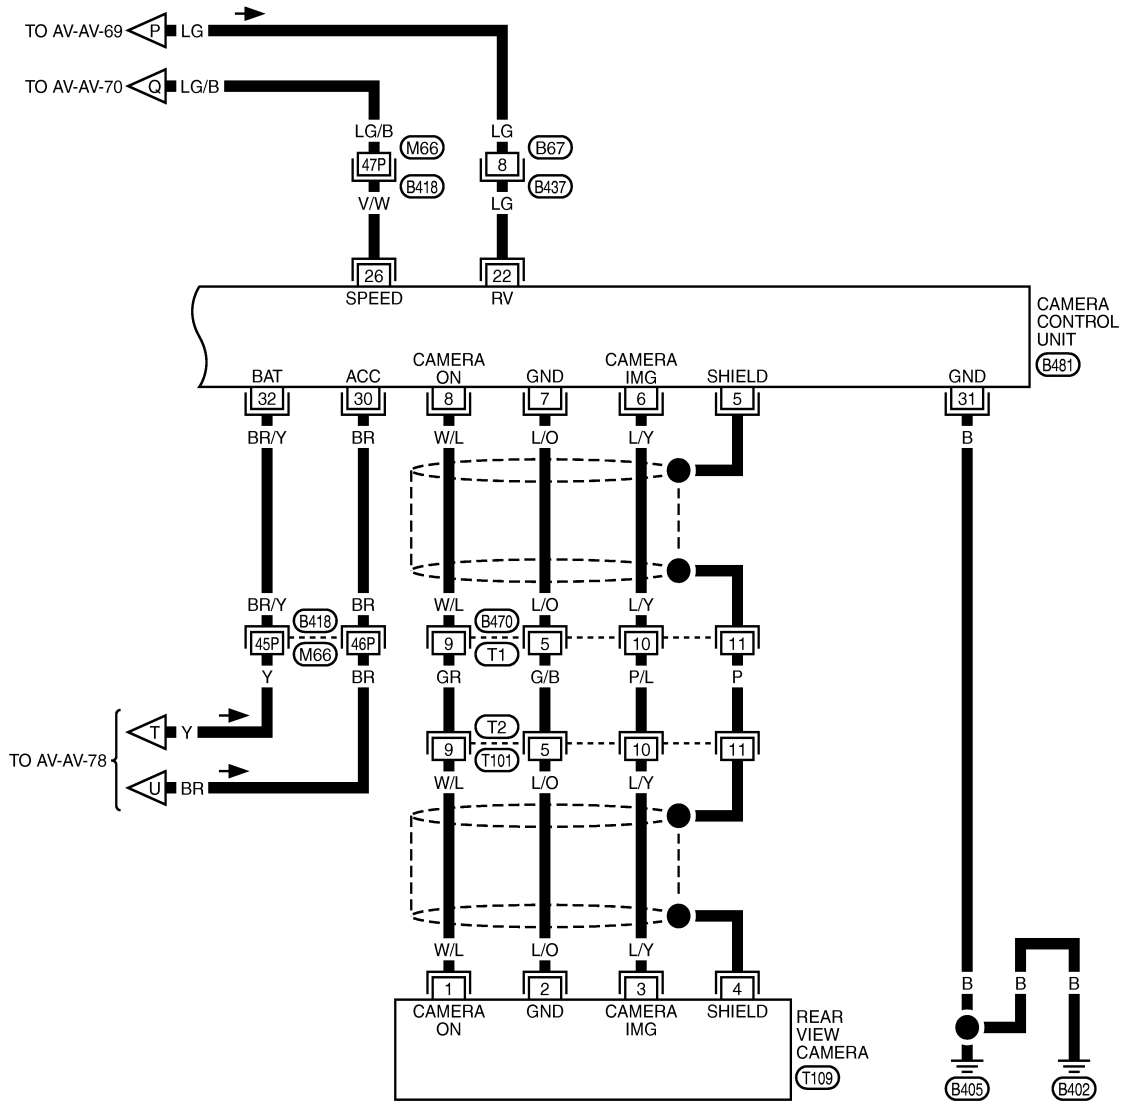 TO AV-AV-69 P LG
TO AV-AV-70 Q LG/B
LG/B LG
M66 B67
47P 8
B418 B437
V/W LG
26 22
SPEED RV
CAMERA
CONTROL
UNIT
B481
BAT ACC CAMERA ON GND CAMERA IMG SHIELD GND
32 30 8 7 6 5 31
BR/Y BR W/L L/O L/Y B
BR/Y BR W/L L/O L/Y
B418 B470
45P 46P 9 5 10 11
M66 T1
Y BR GR G/B P/L P
T Y
T2
9 5 10 11
T101
TO AV-AV-78
U BR
W/L L/O L/Y
W/L L/O L/Y
1 2 3 4
CAMERA ON GND CAMERA IMG SHIELD
REAR
VIEW
CAMERA
T109
B B B
B405 B402